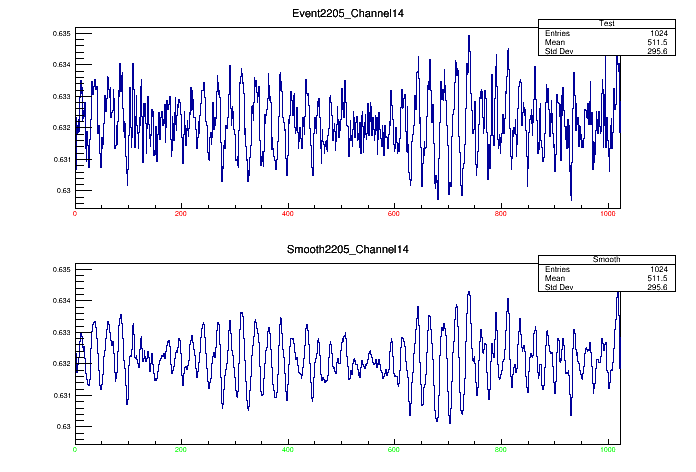 Event2205_Channel14
Test
Entries 1024
Mean 511.5
Std Dev 295.6
0.635
0.634
0.633
0.632
0.631
0.63
0 200 400 600 800 1000
Smooth2205_Channel14
Smooth
Entries 1024
Mean 511.5
Std Dev 295.6
0.635
0.634
0.633
0.632
0.631
0.63
0 200 400 600 800 1000